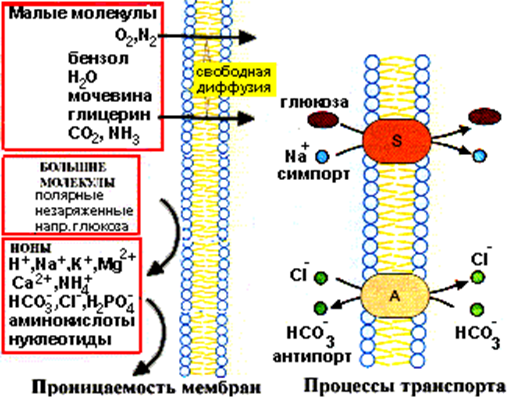 Малые молекулы
O₂,N₂
бензол
H₂O
мочевина
глицерин
CO₂, NH₃
свободная
диффузия
БОЛЬШИЕ
МОЛЕКУЛЫ
полярные
незаряженные
напр.глюкоза
ИОНЫ
H⁺,Na⁺,K⁺,Mg²⁺
Ca²⁺,NH₄⁺
HCO₃⁻,Cl⁻,H₂PO₄⁻
аминокислоты
нуклеотиды
Проницаемость мембран
глюкоза
S
Na⁺
симпорт
Cl⁻
Cl⁻
A
HCO₃⁻
HCO₃⁻
антипорт
Процессы транспорта